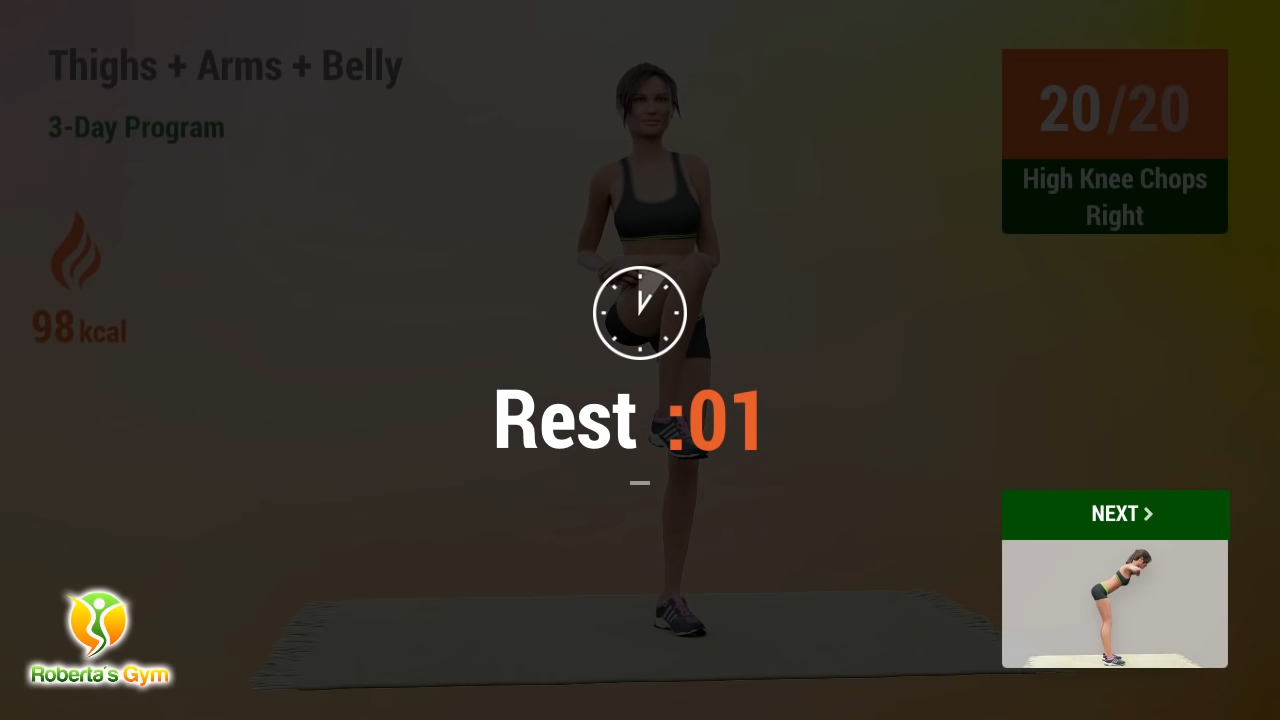 Thighs + Arms + Belly
3-Day Program
20/20
High Knee Chops
Right
98 kcal
Rest :01
NEXT >
Roberta's Gym